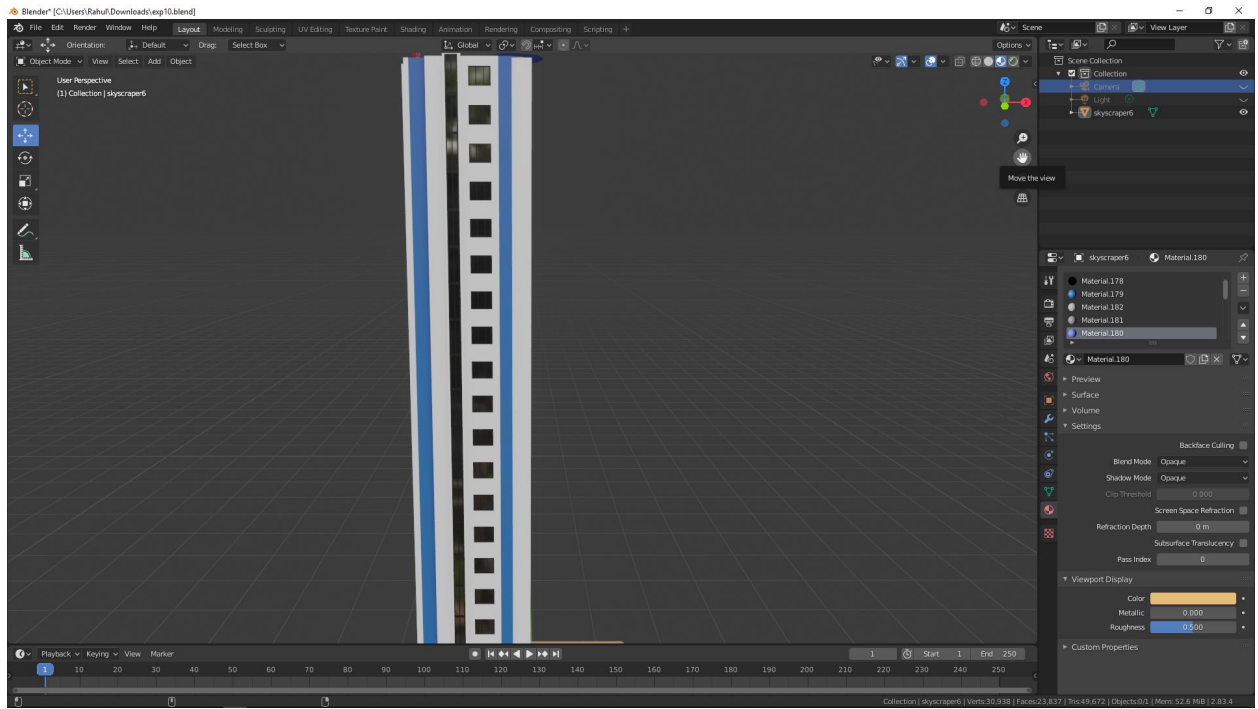 Blender* [C:\Users\Rahul\Downloads\exp10.blend]
File Edit Render Window Help Layout Modeling Sculpting UV Editing Texture Paint Shading Animation Rendering Compositing Scripting + Scene View Layer
Orientation: Default Drag: Select Box Global Options
Object Mode View Select Add Object
User Perspective
(1) Collection | skyscraper6
Z
X
Move the view
Scene Collection
Collection
Camera
Light
skyscraper6
skyscraper6 Material.180
Material.178
Material.179
Material.182
Material.181
Material.180
Material.180
Preview
Surface
Volume
Settings
Backface Culling
Blend Mode Opaque
Shadow Mode Opaque
Clip Threshold 0.000
Screen Space Refraction
Refraction Depth 0 m
Subsurface Translucency
Pass Index 0
Viewport Display
Color
Metallic 0.000
Roughness 0.500
Custom Properties
Playback Keying View Marker 1 Start 1 End 250
1 10 20 30 40 50 60 70 80 90 100 110 120 130 140 150 160 170 180 190 200 210 220 230 240 250
Collection | skyscraper6 | Verts:30,938 | Faces:23,837 | Tris:49,672 | Objects:0/1 | Mem: 52.6 MiB | 2.83.4